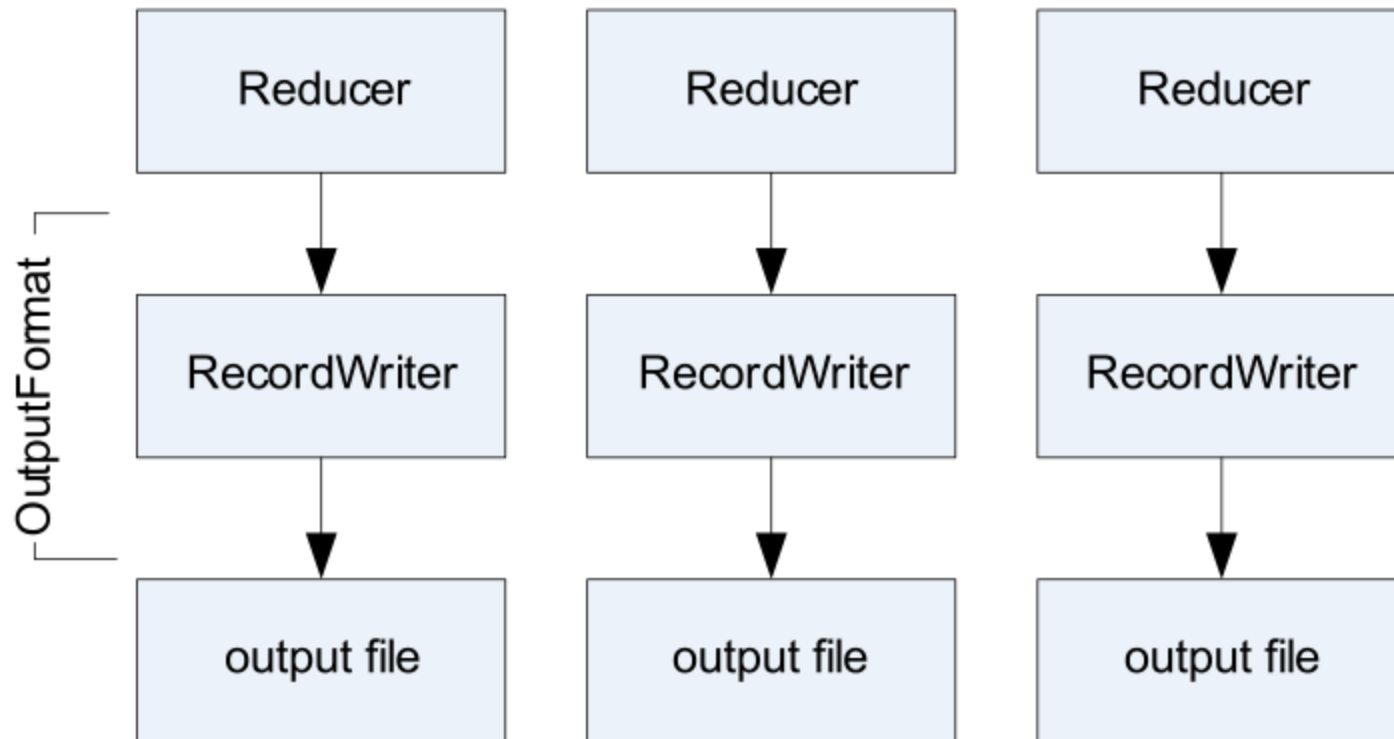 Reducer
Reducer
Reducer
OutputFormat
RecordWriter
RecordWriter
RecordWriter
output file
output file
output file